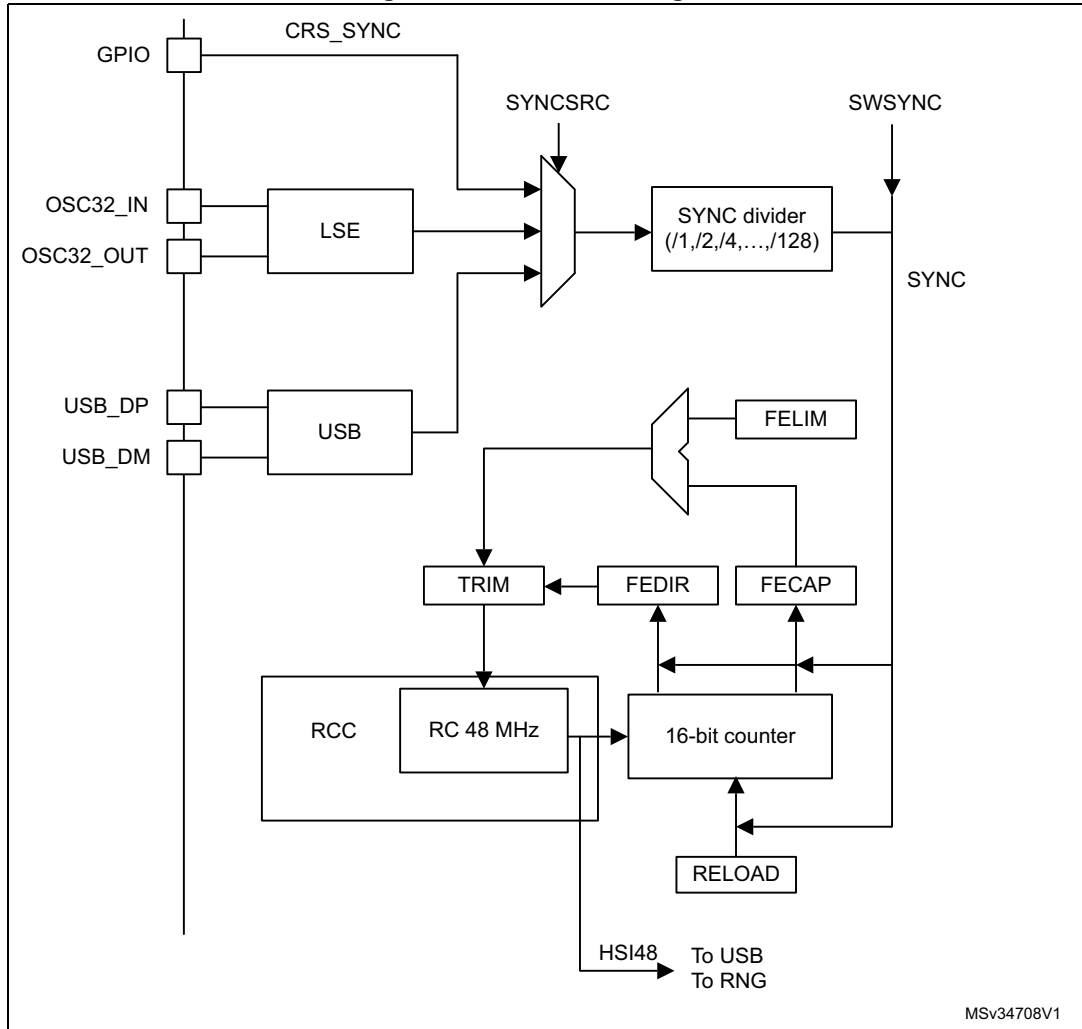 CRS_SYNC
GPIO
SYNCSRC
SWSYNC
OSC32_IN
LSE
OSC32_OUT
SYNC divider
(/1,/2,/4,…,/128)
SYNC
USB_DP
USB
USB_DM
FELIM
TRIM
FEDIR
FECAP
RCC
RC 48 MHz
16-bit counter
RELOAD
HSI48
To USB
To RNG
MSv34708V1